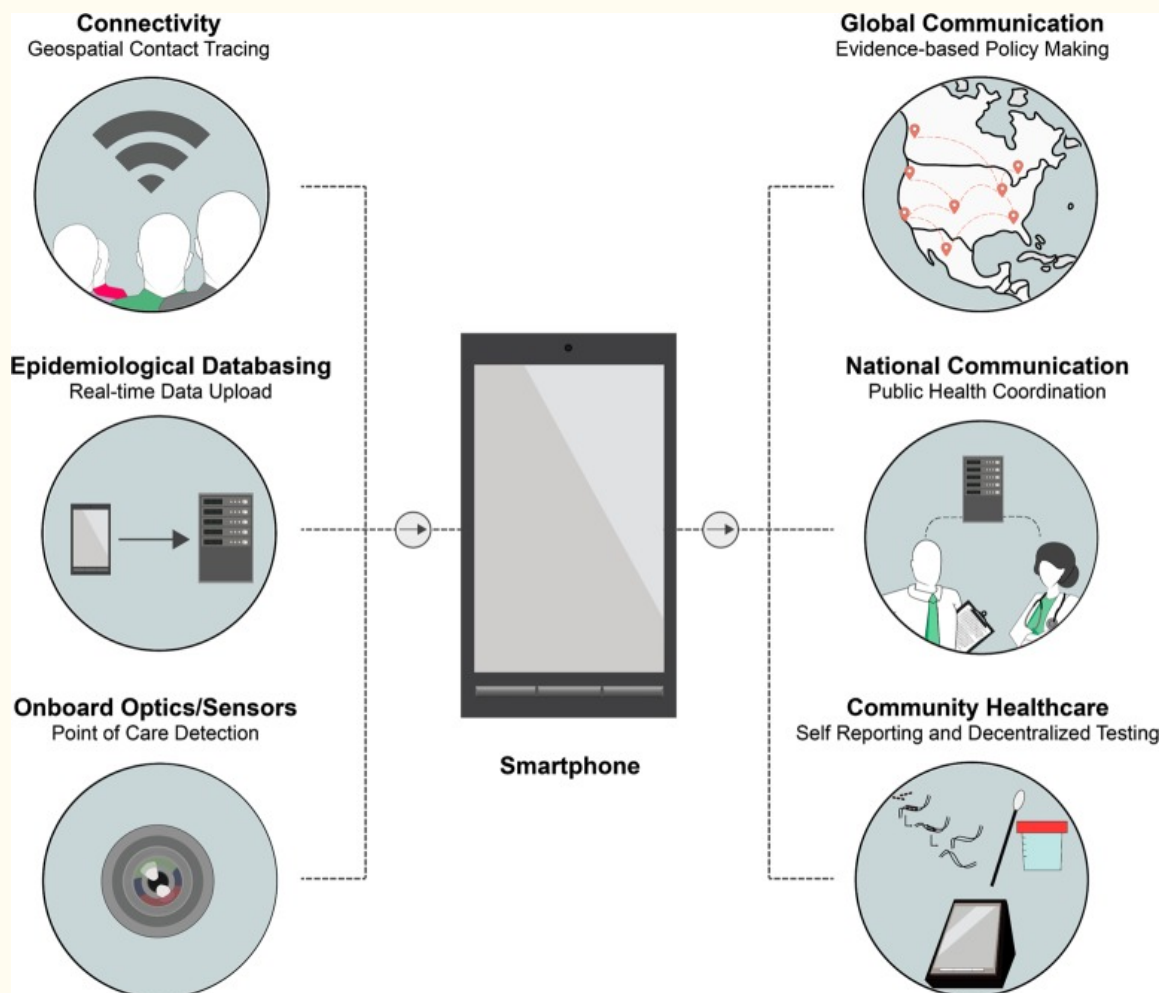 Connectivity
Geospatial Contact Tracing
Epidemiological Databasing
Real-time Data Upload
Onboard Optics/Sensors
Point of Care Detection
Smartphone
Global Communication
Evidence-based Policy Making
National Communication
Public Health Coordination
Community Healthcare
Self Reporting and Decentralized Testing